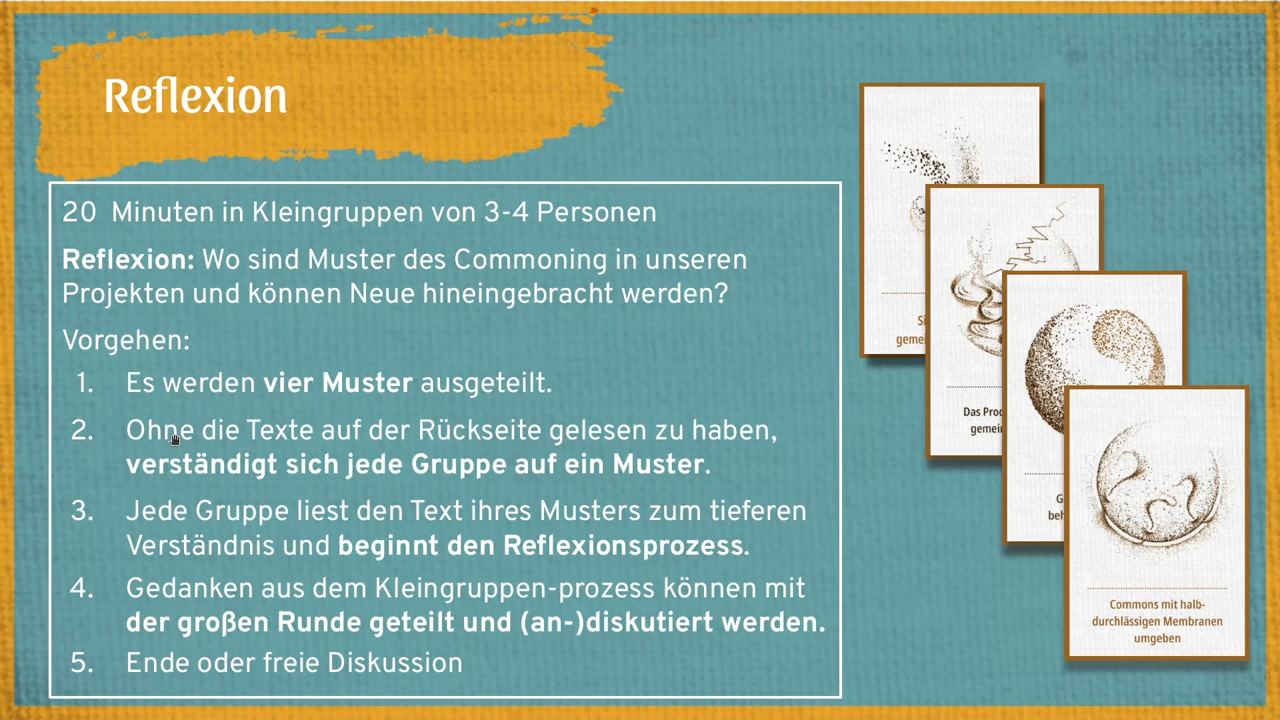 Reflexion
20 Minuten in Kleingruppen von 3-4 Personen
Reflexion: Wo sind Muster des Commoning in unseren
Projekten und können Neue hineingebracht werden?
Vorgehen:
1. Es werden vier Muster ausgeteilt.
2. Ohne die Texte auf der Rückseite gelesen zu haben,
verständigt sich jede Gruppe auf ein Muster.
3. Jede Gruppe liest den Text ihres Musters zum tieferen
Verständnis und beginnt den Reflexionsprozess.
4. Gedanken aus dem Kleingruppen-prozess können mit
der großen Runde geteilt und (an-)diskutiert werden.
5. Ende oder freie Diskussion
Das
Commons mit halb-
durchlässigen Membranen
umgeben